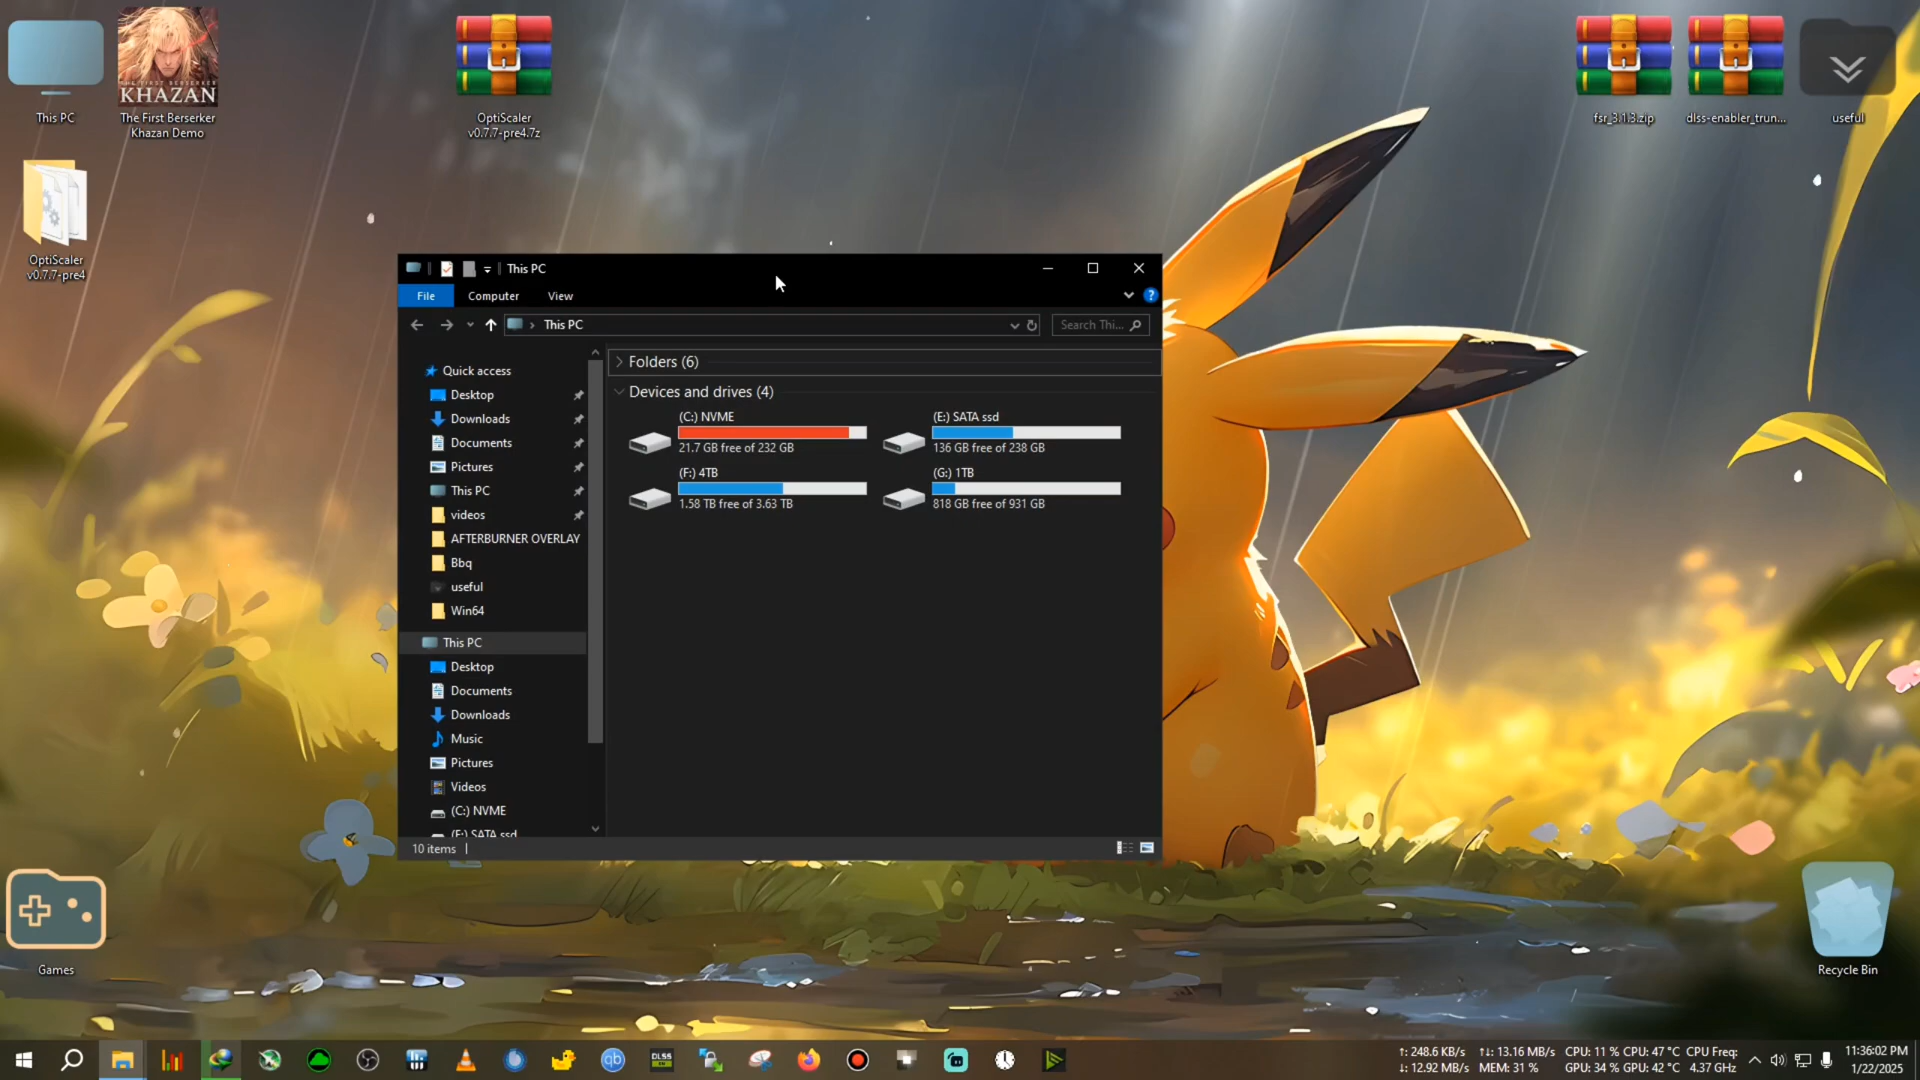 This PC
KHAZAN
The First Berserker
Khazan Demo
OptiScaler
v0.7.7-pre4.7z
fsr_3.1.3.zip
dlss-enabler_trun...
useful
OptiScaler
v0.7.7-pre4
This PC
File
Computer
View
This PC
Search Thi...
Quick access
Desktop
Downloads
Documents
Pictures
This PC
videos
AFTERBURNER OVERLAY
Bbq
useful
Win64
This PC
Desktop
Documents
Downloads
Music
Pictures
Videos
(C:) NVME
(E:) SATA ssd
Folders (6)
Devices and drives (4)
(C:) NVME
21.7 GB free of 232 GB
(E:) SATA ssd
136 GB free of 238 GB
(F:) 4TB
1.58 TB free of 3.63 TB
(G:) 1TB
818 GB free of 931 GB
10 items
Games
Recycle Bin
qb
DLSS
↑: 248.6 KB/s ↑↓: 13.16 MB/s CPU: 11 % CPU: 47 °C CPU Freq:
↓: 12.92 MB/s MEM: 31 % GPU: 34 % GPU: 42 °C 4.37 GHz
11:36:02 PM
1/22/2025